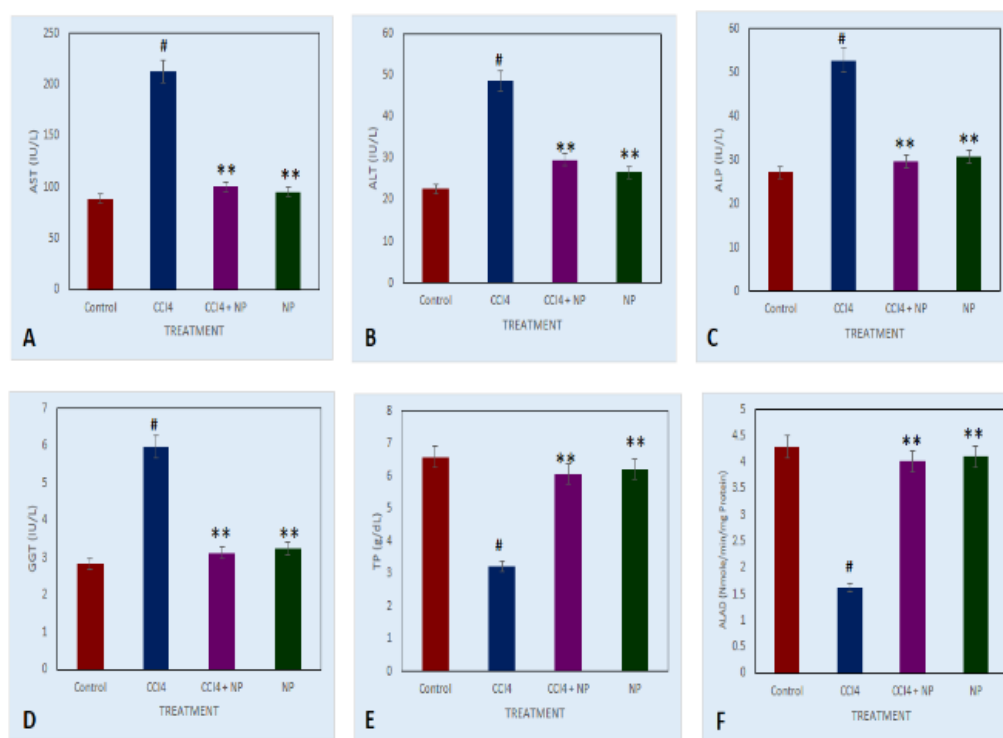 250
200
150
100
50
0
AST (IU/L)
#
**
**
Control
CCl4
CCl4 + NP
NP
TREATMENT
A
60
50
40
30
20
10
0
ALT (IU/L)
#
**
**
Control
CCl4
CCl4 + NP
NP
TREATMENT
B
60
50
40
30
20
10
0
ALP (IU/L)
#
**
**
Control
CCl4
CCl4 + NP
NP
TREATMENT
C
7
6
5
4
3
2
1
0
GGT (IU/L)
#
**
**
Control
CCl4
CCl4 + NP
NP
TREATMENT
D
8
7
6
5
4
3
2
1
0
TP (g/dL)
#
**
**
Control
CCl4
CCl4 + NP
NP
TREATMENT
E
5
4.5
4
3.5
3
2.5
2
1.5
1
0.5
0
ALAD (Nmole/min/mg Protein)
#
**
**
Control
CCl4
CCl4 + NP
NP
TREATMENT
F